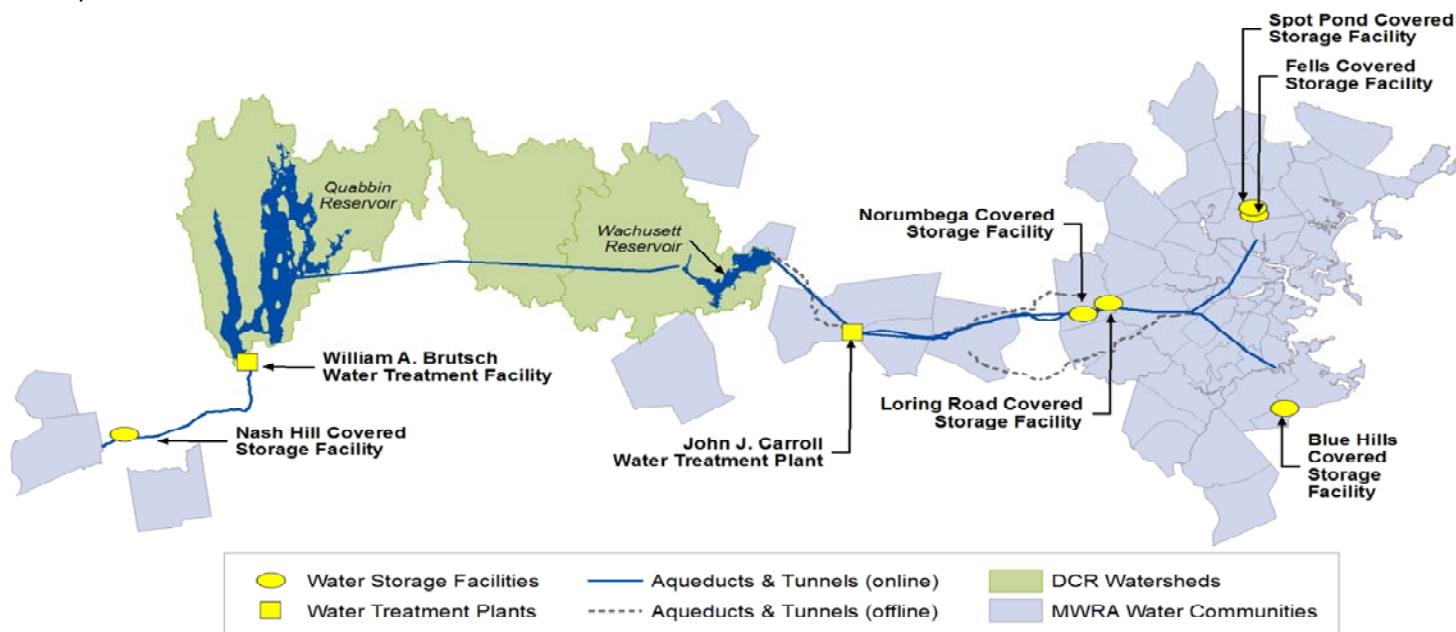 Spot Pond Covered
Storage Facility
Fells Covered
Storage Facility
Quabbin
Reservoir
Wachusett
Reservoir
Norumbega Covered
Storage Facility
William A. Brutsch
Water Treatment Facility
Nash Hill Covered
Storage Facility
John J. Carroll
Water Treatment Plant
Loring Road Covered
Storage Facility
Blue Hills
Covered
Storage
Facility
Water Storage Facilities
Aqueducts & Tunnels (online)
DCR Watersheds
Water Treatment Plants
Aqueducts & Tunnels (offline)
MWRA Water Communities